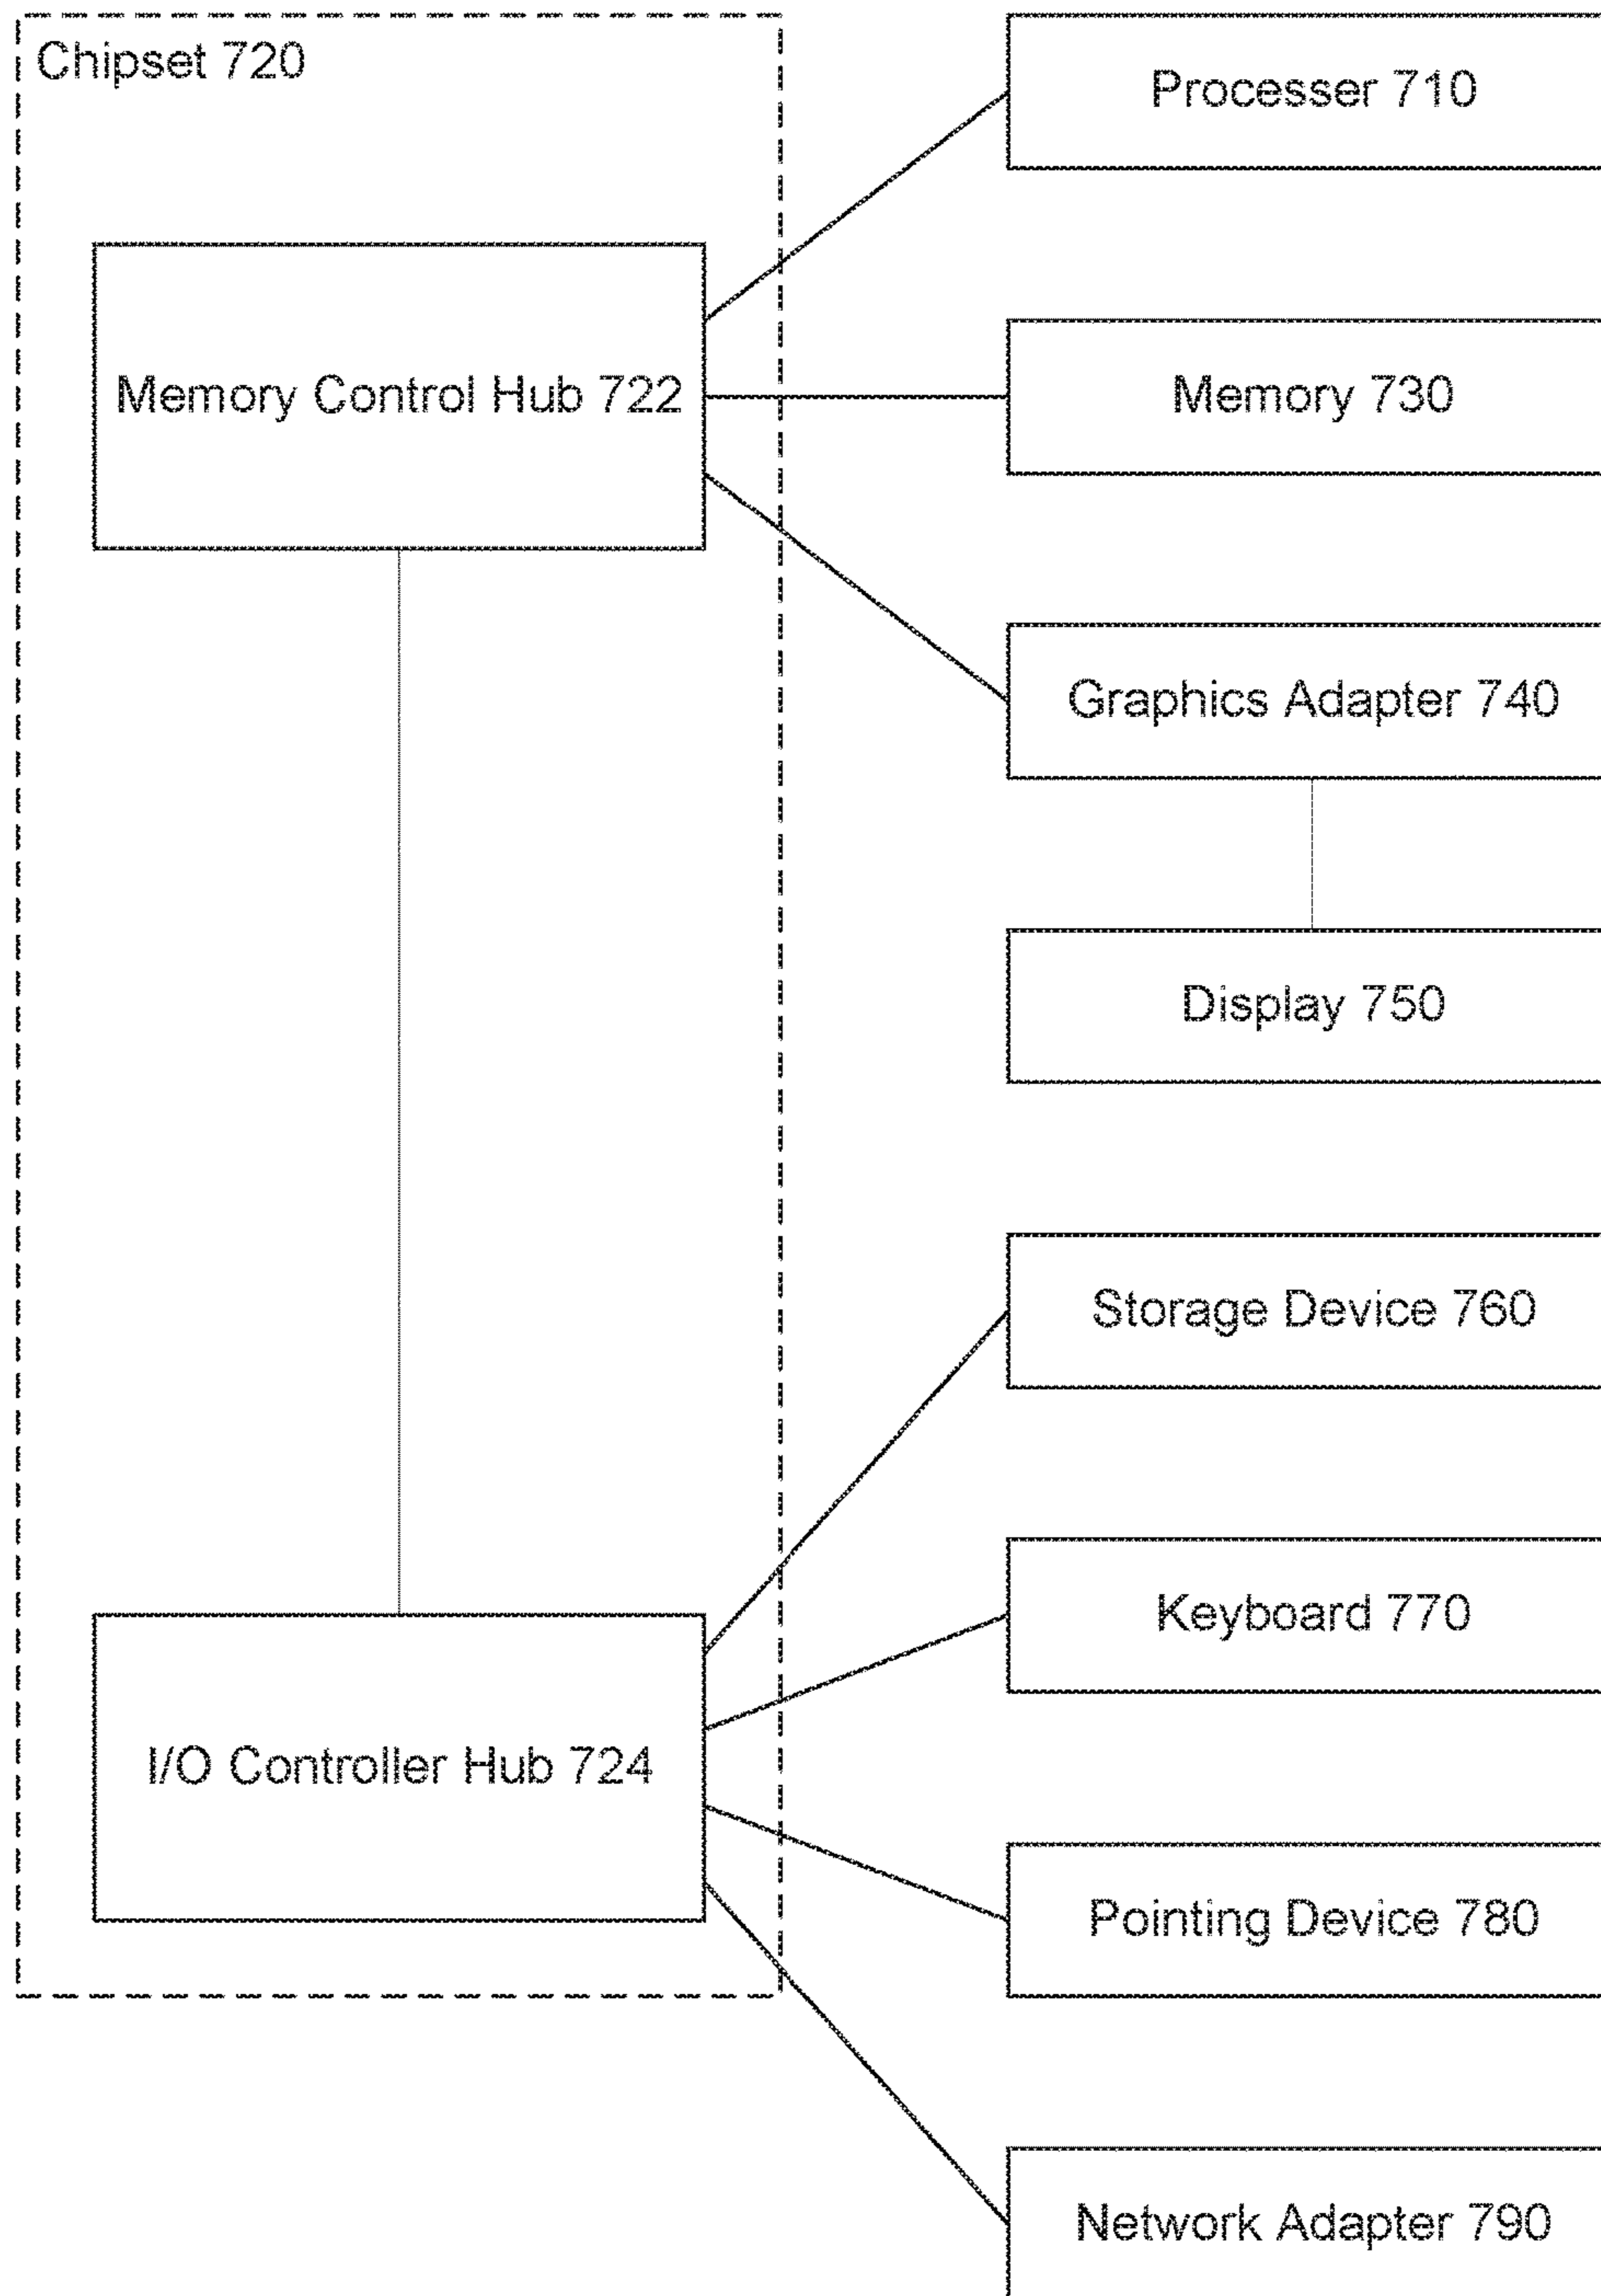 Chipset 720
Processer 710
Memory Control Hub 722
Memory 730
Graphics Adapter 740
Display 750
Storage Device 760
Keyboard 770
I/O Controller Hub 724
Pointing Device 780
Network Adapter 790